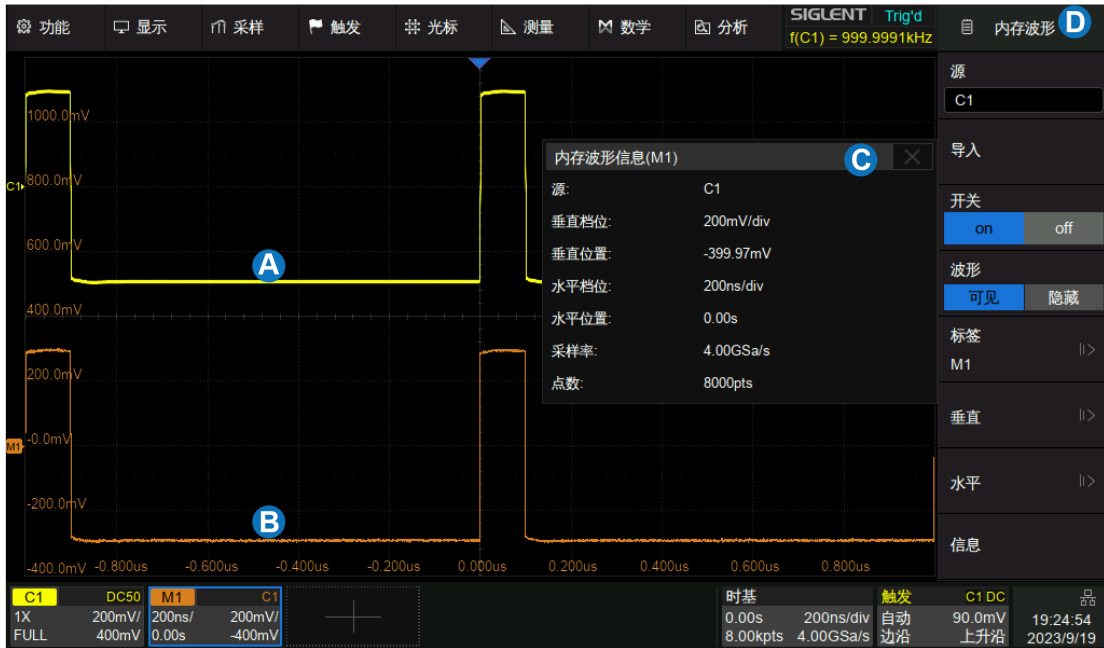 功能 显示 采样 触发 光标 测量 数学 分析 SIGLENT Trig'd
f(C1) = 999.9991kHz
内存波形 D
源
C1
导入
开关
on off
波形
可见 隐藏
标签
M1
垂直
水平
信息
1000.0mV
C1 800.0mV
600.0mV
A
400.0mV
200.0mV
M1 -0.0mV
-200.0mV
B
-400.0mV -0.800us -0.600us -0.400us -0.200us 0.000us 0.200us 0.400us 0.600us 0.800us
内存波形信息(M1) C
源: C1
垂直档位: 200mV/div
垂直位置: -399.97mV
水平档位: 200ns/div
水平位置: 0.00s
采样率: 4.00GSa/s
点数: 8000pts
C1 DC50
1X 200mV/
FULL 400mV
M1 C1
200ns/ 200mV/
0.00s -400mV
时基
0.00s 200ns/div
8.00kpts 4.00GSa/s
触发 C1 DC
自动 90.0mV
边沿 上升沿
19:24:54
2023/9/19